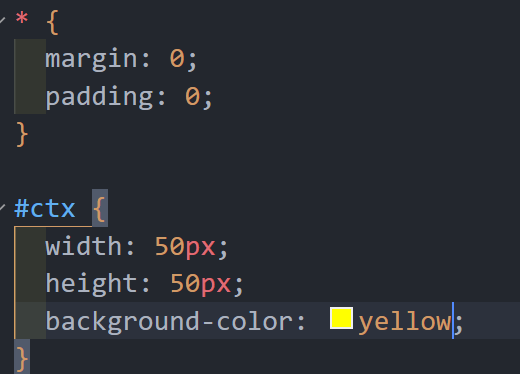 * {
margin: 0;
padding: 0;
}
#ctx {
width: 50px;
height: 50px;
background-color: yellow;
}